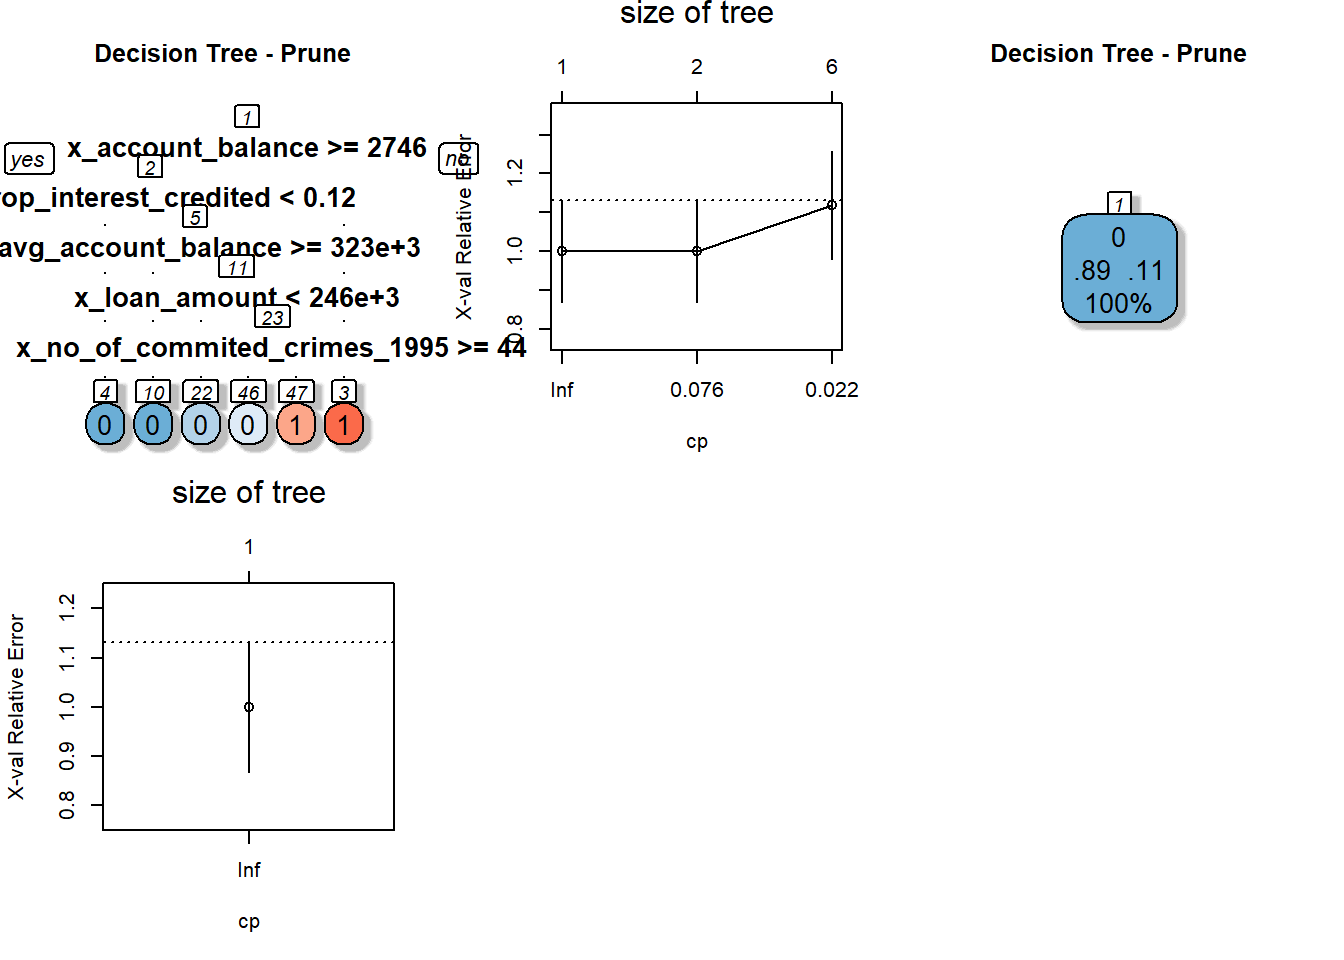 Decision Tree - Prune
1
yes
x_account_balance >= 2746
no
2
rop_interest_credited < 0.12
5
avg_account_balance >= 323e+3
11
x_loan_amount < 246e+3
23
x_no_of_commited_crimes_1995 >= 44
4 10 22 46 47 3
0 0 0 0 1 1
size of tree
1 2 6
X-val Relative Error
1.2
1.0
0.8
Inf 0.076 0.022
cp
Decision Tree - Prune
1
0
.89 .11
100%
size of tree
1
X-val Relative Error
1.2
1.1
1.0
0.9
0.8
Inf
cp